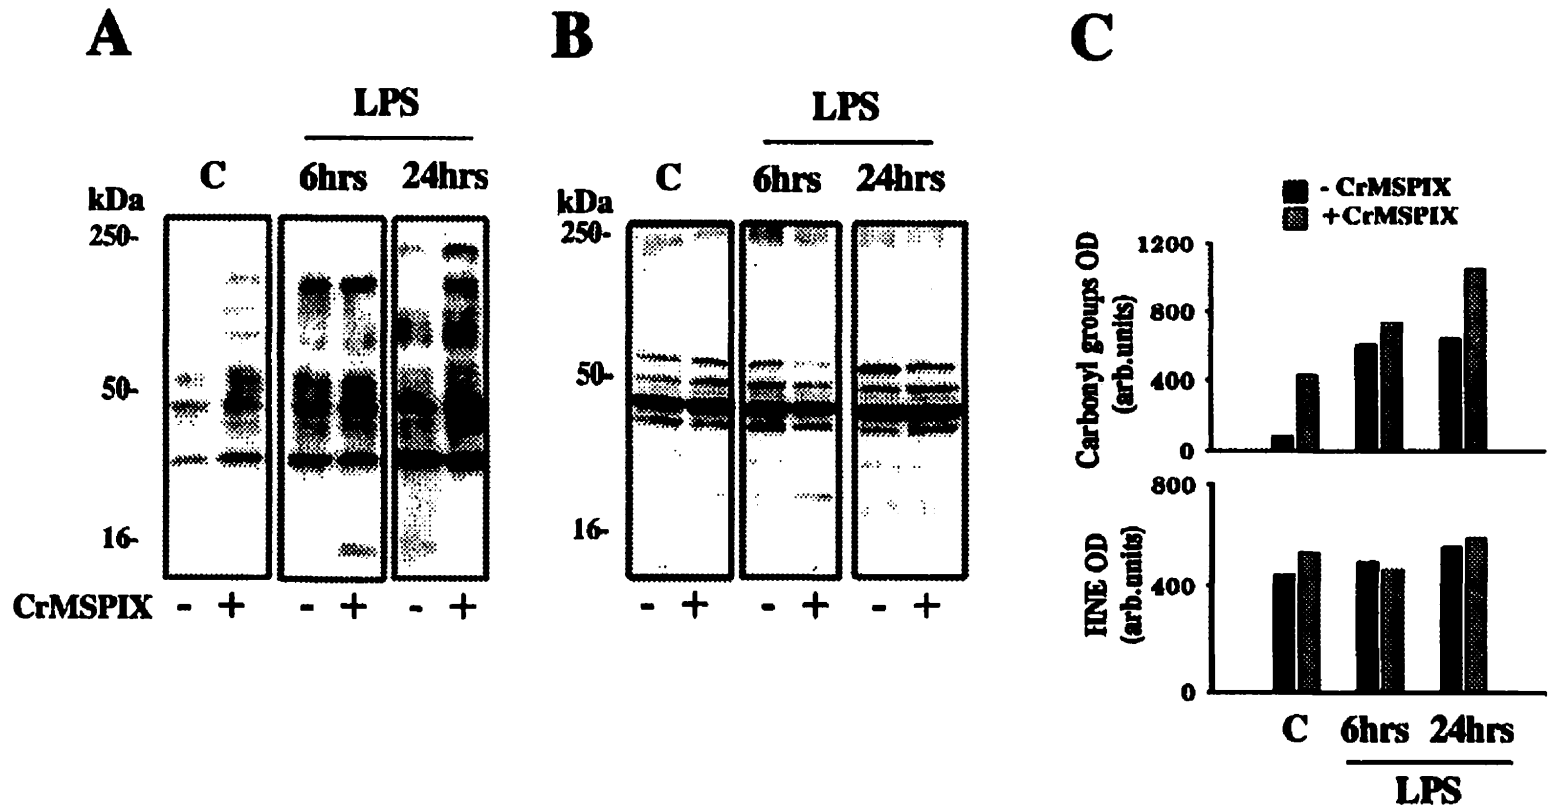 A
LPS
C 6hrs 24hrs
kDa
250-
50-
16-
CrMSPIX - + - + - +
B
LPS
C 6hrs 24hrs
kDa
250-
50-
16-
- + - + - +
C
- CrMSPIX
+CrMSPIX
Carbonyl groups OD
(arb.units)
1200
800
400
0
HNE OD
(arb.units)
800
400
0
C 6hrs 24hrs
LPS